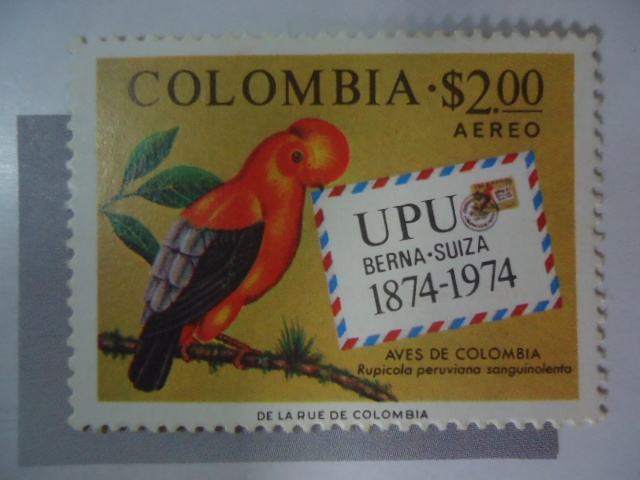 COLOMBIA · $2.00
AEREO
UPU
BERNA·SUIZA
1874-1974
AVES DE COLOMBIA
Rupicola peruviana sanguinolenta
DE LA RUE DE COLOMBIA